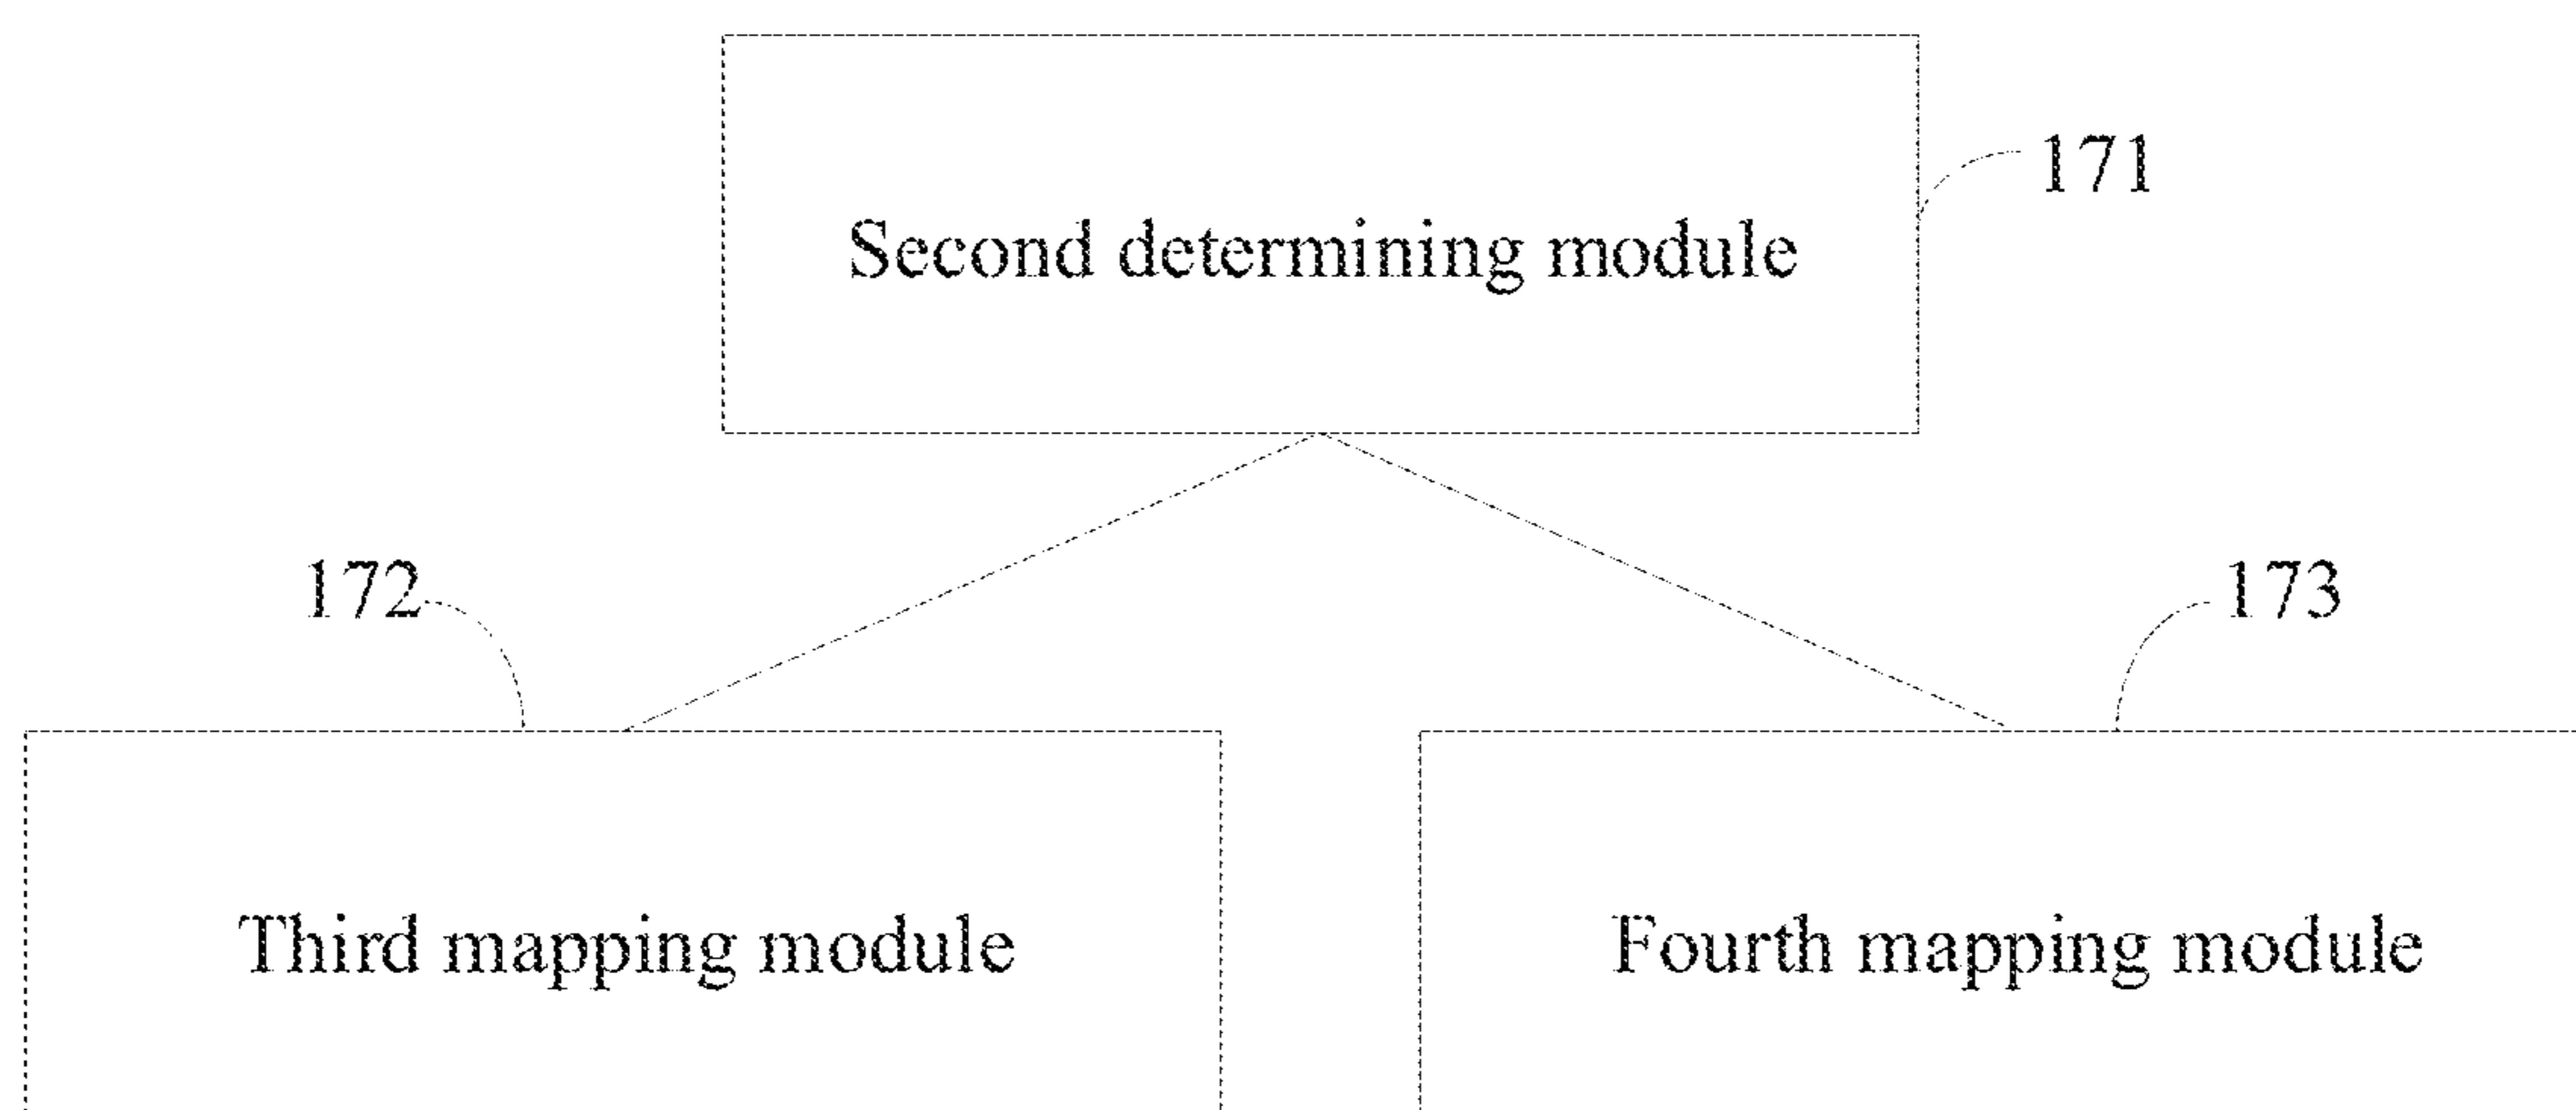 171
Second determining module
172
173
Third mapping module
Fourth mapping module